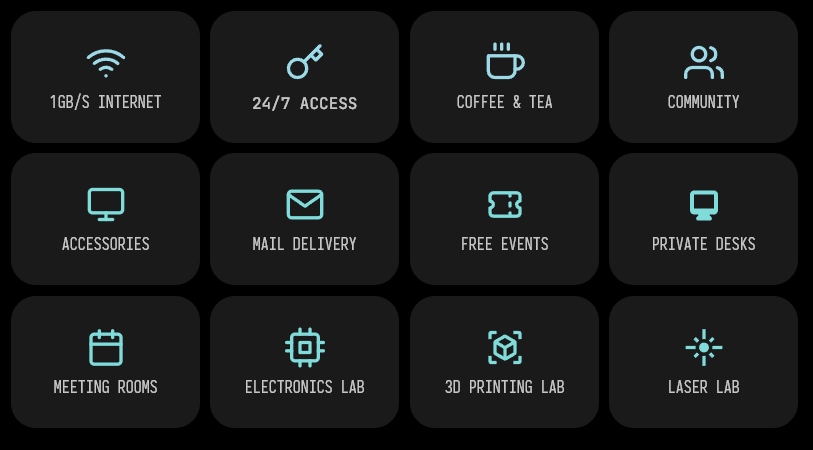 1GB/S INTERNET
24/7 ACCESS
COFFEE & TEA
COMMUNITY
ACCESSORIES
MAIL DELIVERY
FREE EVENTS
PRIVATE DESKS
MEETING ROOMS
ELECTRONICS LAB
3D PRINTING LAB
LASER LAB